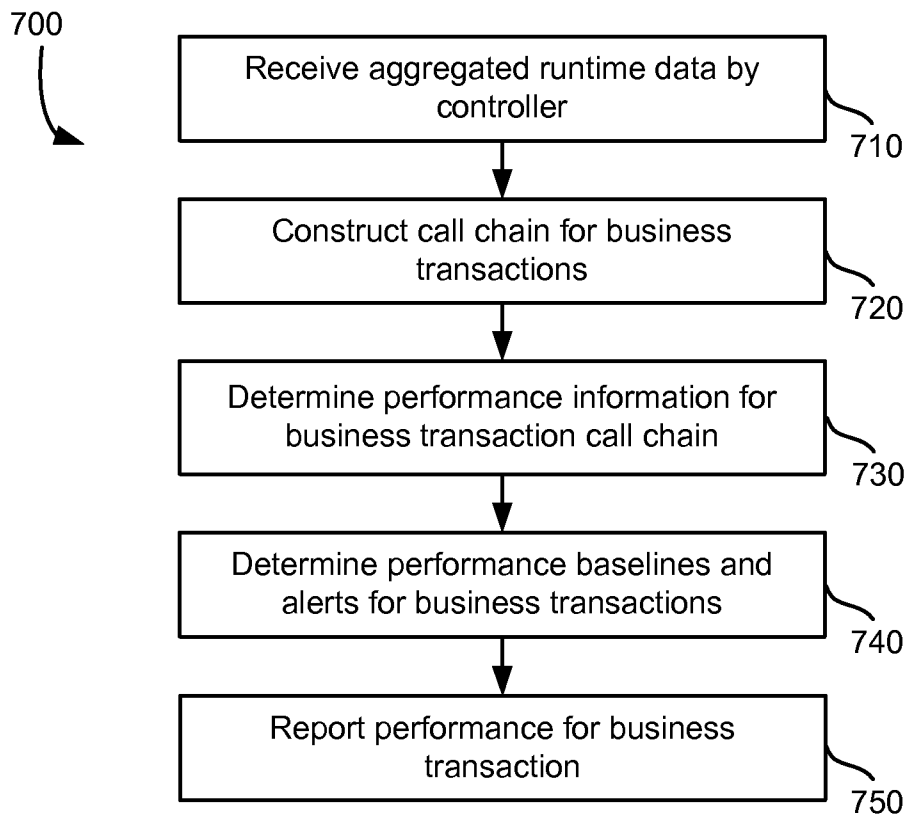 700
Receive aggregated runtime data by
controller
710
Construct call chain for business
transactions
720
Determine performance information for
business transaction call chain
730
Determine performance baselines and
alerts for business transactions
740
Report performance for business
transaction
750